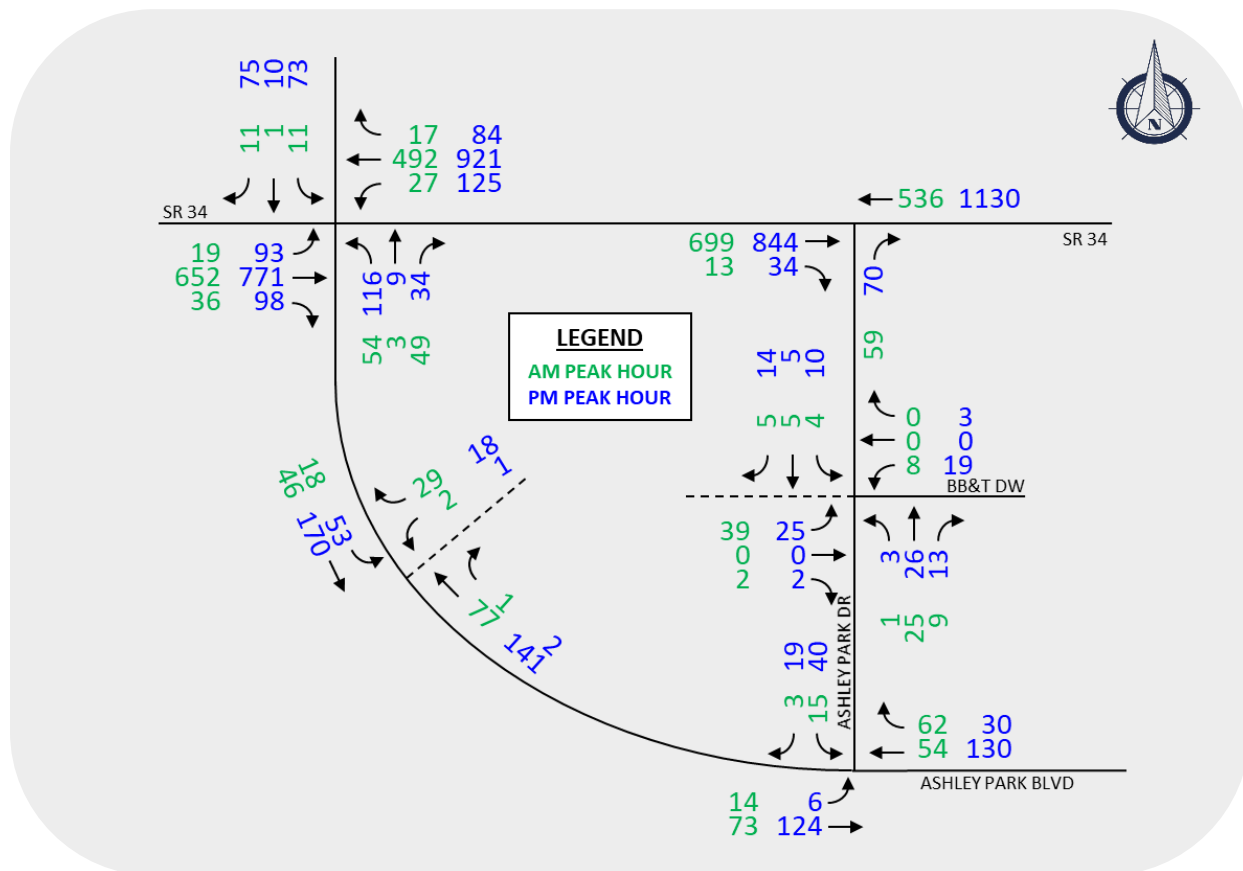 75 10 73
11 1 11
17 84
492 921
27 125
SR 34
536 1130
SR 34
19 93
652 771
36 98
116 9 34
54 3 49
699 844
13 34
70
59
LEGEND
AM PEAK HOUR
PM PEAK HOUR
14 5 10
5 5 4
0 3
0 0
8 19
BB&T DW
18
46
53
170
29
2
18
1
39 25
0 0
2 2
3 26 13
1 25 9
1
77
2
141
19 40
3 15
ASHLEY PARK DR
62 30
54 130
ASHLEY PARK BLVD
14 6
73 124
N